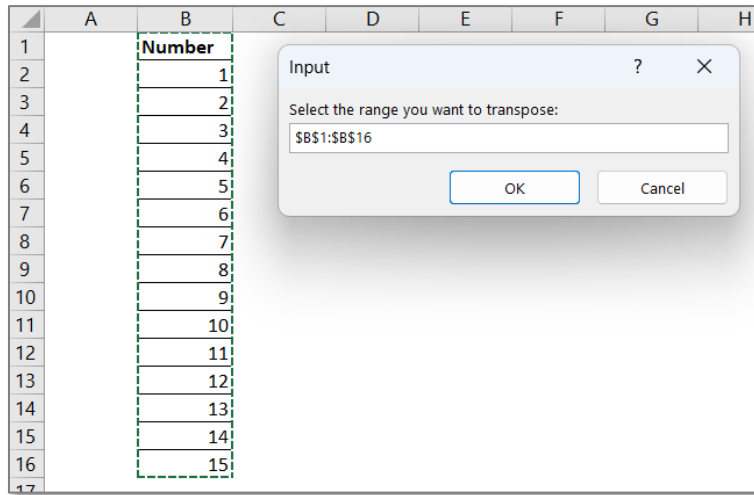 A B C D E F G H
1 Number
2 1
3 2
4 3
5 4
6 5
7 6
8 7
9 8
10 9
11 10
12 11
13 12
14 13
15 14
16 15
17
Input ? ×
Select the range you want to transpose:
$B$1:$B$16
OK Cancel